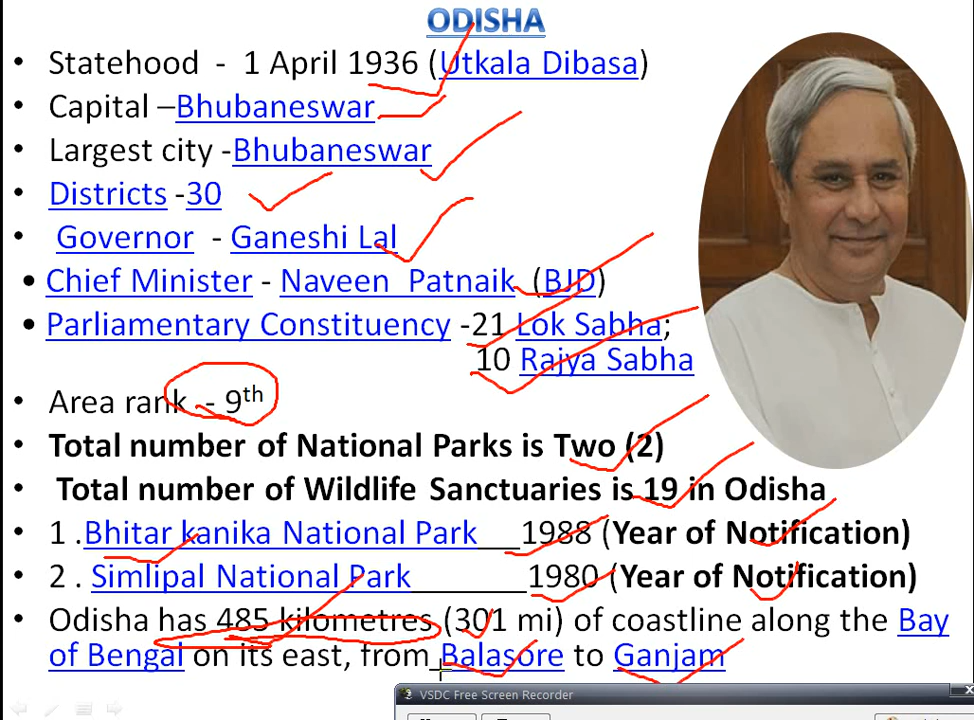 ODISHA
• Statehood - 1 April 1936 (Utkala Dibasa)
• Capital –Bhubaneswar
• Largest city -Bhubaneswar
• Districts -30
• Governor - Ganeshi Lal
• Chief Minister - Naveen Patnaik (BJD)
• Parliamentary Constituency -21 Lok Sabha;
10 Rajya Sabha
• Area rank - 9th
• Total number of National Parks is Two (2)
• Total number of Wildlife Sanctuaries is 19 in Odisha
• 1 .Bhitar kanika National Park___1988 (Year of Notification)
• 2 . Simlipal National Park________1980 (Year of Notification)
• Odisha has 485 kilometres (301 mi) of coastline along the Bay
of Bengal on its east, from Balasore to Ganjam
VSDC Free Screen Recorder